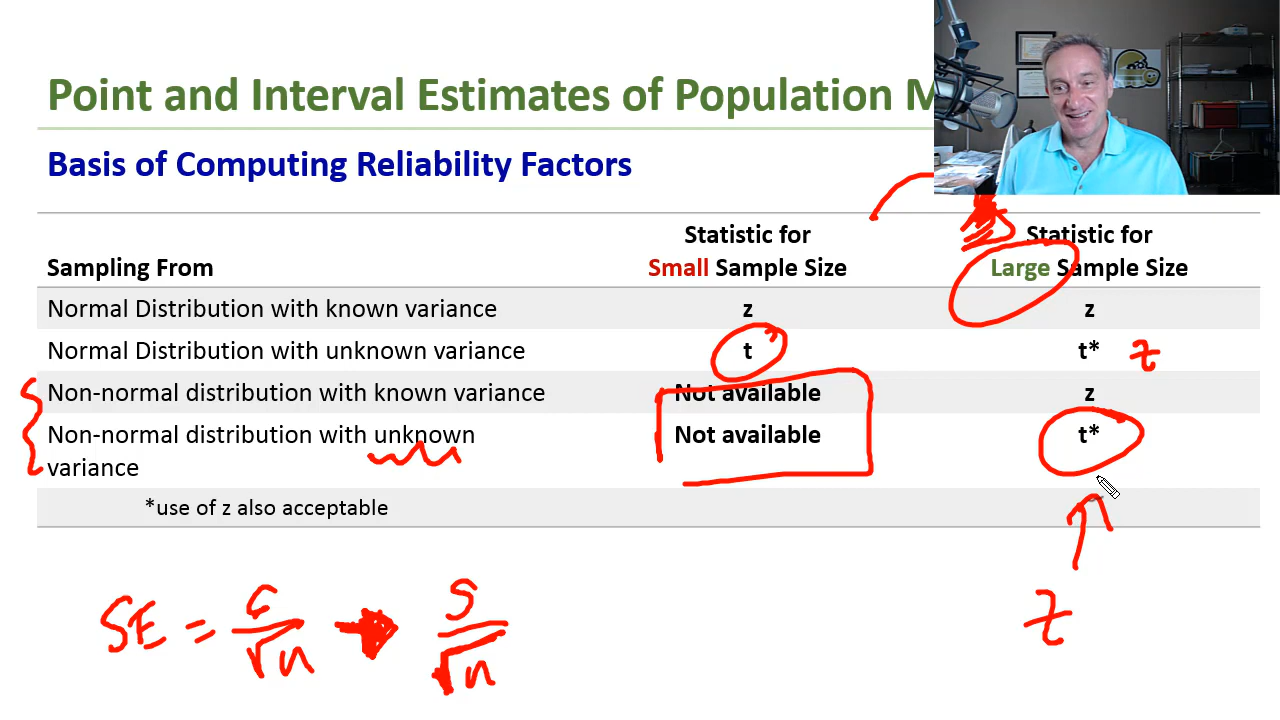 Point and Interval Estimates of Population M
Basis of Computing Reliability Factors
Statistic for Statistic for
Sampling From Small Sample Size Large Sample Size
Normal Distribution with known variance z z
Normal Distribution with unknown variance t t* z
Non-normal distribution with known variance Not available z
Non-normal distribution with unknown Not available t*
variance
*use of z also acceptable
SE = σ/√n → s/√n
z